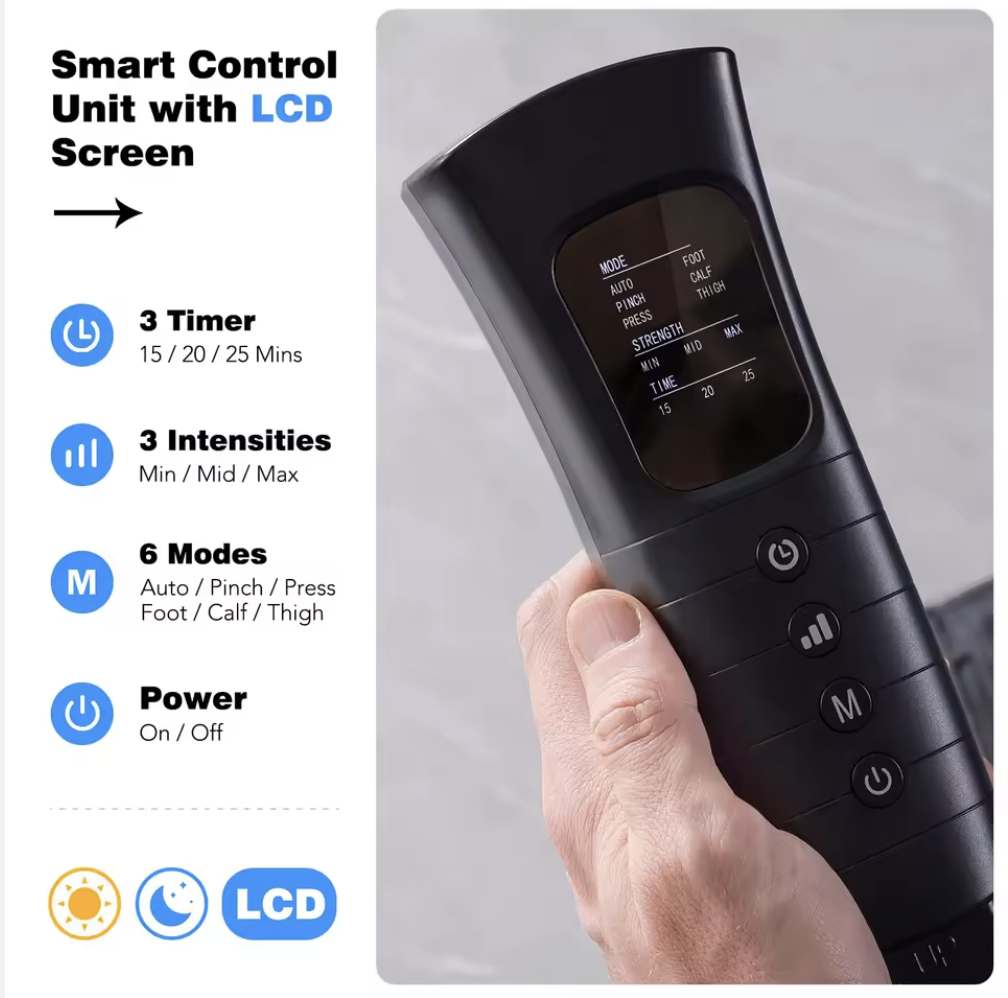 Smart Control
Unit with LCD
Screen
3 Timer
15 / 20 / 25 Mins
3 Intensities
Min / Mid / Max
M
6 Modes
Auto / Pinch / Press
Foot / Calf / Thigh
Power
On / Off
LCD
MODE
AUTO FOOT
PINCH CALF
PRESS THIGH
STRENGTH
MIN MID MAX
TIME
15 20 25
M